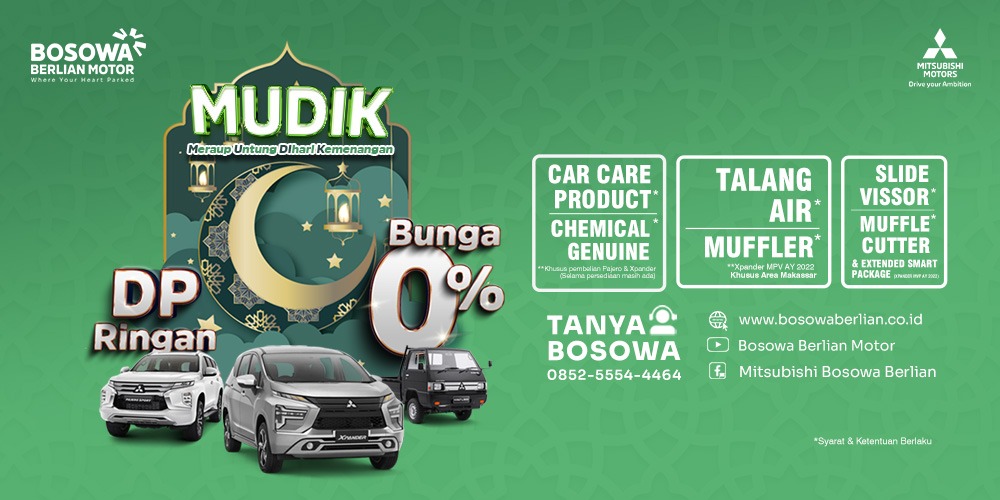 BOSOWA
BERLIAN MOTOR
Where Your Heart Parked
MITSUBISHI
MOTORS
Drive your Ambition
MUDIK
Meraup Untung DIhari Kemenangan
DP
Ringan
Bunga
0%
PAJERO SPORT
XPANDER
CAR CARE
PRODUCT*
CHEMICAL*
GENUINE
**Khusus pembelian Pajero & Xpander
(Selama persediaan masih ada)
TALANG
AIR*
MUFFLER*
**Xpander MPV AY 2022
Khusus Area Makassar
SLIDE
VISSOR*
MUFFLE*
CUTTER
& EXTENDED SMART
PACKAGE
TANYA
BOSOWA
0852-5554-4464
www.bosowaberlian.co.id
Bosowa Berlian Motor
Mitsubishi Bosowa Berlian
*Syarat & Ketentuan Berlaku